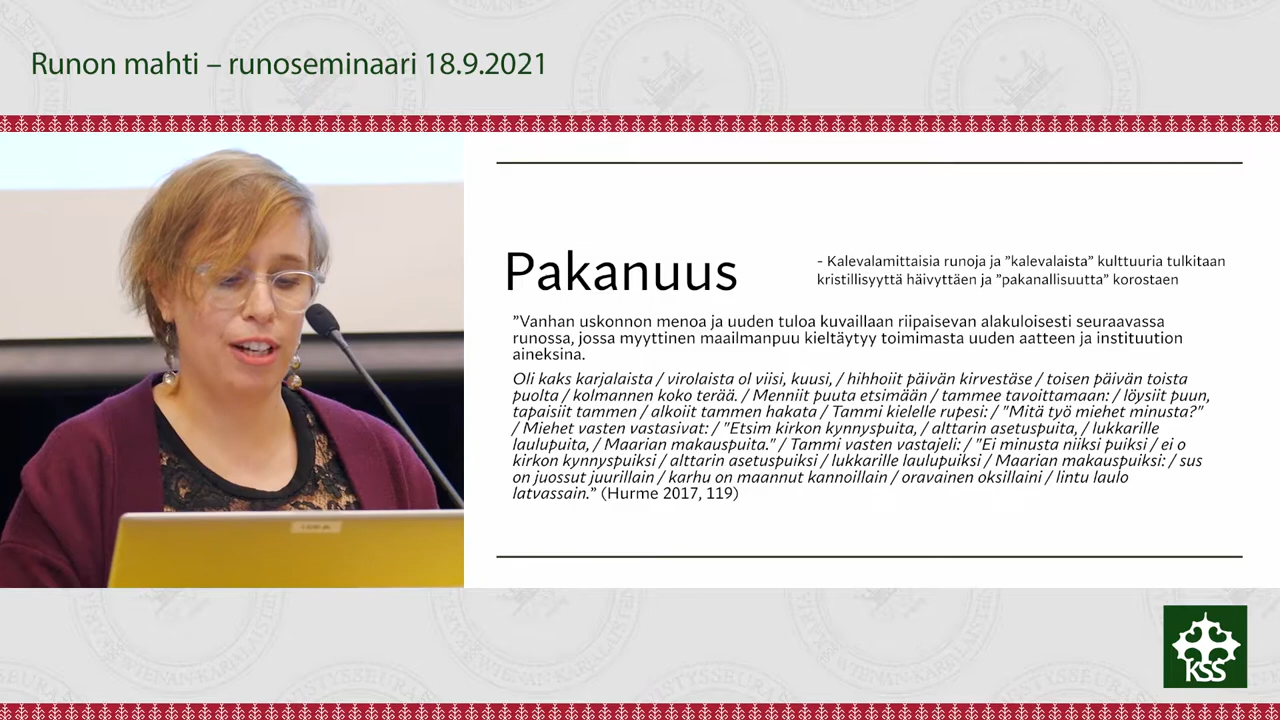 Runon mahti – runoseminaari 18.9.2021
Pakanuus
- Kalevalamittaisia runoja ja ”kalevalaista” kulttuuria tulkitaan
kristillisyyttä häivyttäen ja ”pakanallisuutta” korostaen
”Vanhan uskonnon menoa ja uuden tuloa kuvaillaan riipaisevan alakuloisesti seuraavassa
runossa, jossa myyttinen maailmanpuu kieltäytyy toimimasta uuden aatteen ja instituution
aineksina.
Oli kaks karjalaista / virolaista ol viisi, kuusi, / hihhoiit päivän kirvestäse / toisen päivän toista
puolta / kolmannen koko terää. / Menniit puuta etsimään / tammee tavoittamaan: / löysiit puun,
tapaisiit tammen / alkoiit tammen hakata / Tammi kielelle rupesi: / "Mitä työ miehet minusta?"
/ Miehet vasten vastasivat: / "Etsim kirkon kynnyspuita, / alttarin asetuspuita, / lukkarille
laulupuita, / Maarian makauspuita." / Tammi vasten vastajeli: / "Ei minusta niiksi puiksi / ei o
kirkon kynnyspuiksi / alttarin asetuspuiksi / lukkarille laulupuiksi / Maarian makauspuiksi: / sus
on juossut juurillain / karhu on maannut kannoillain / oravainen oksillaini / lintu laulo
latvassain.” (Hurme 2017, 119)
KSS